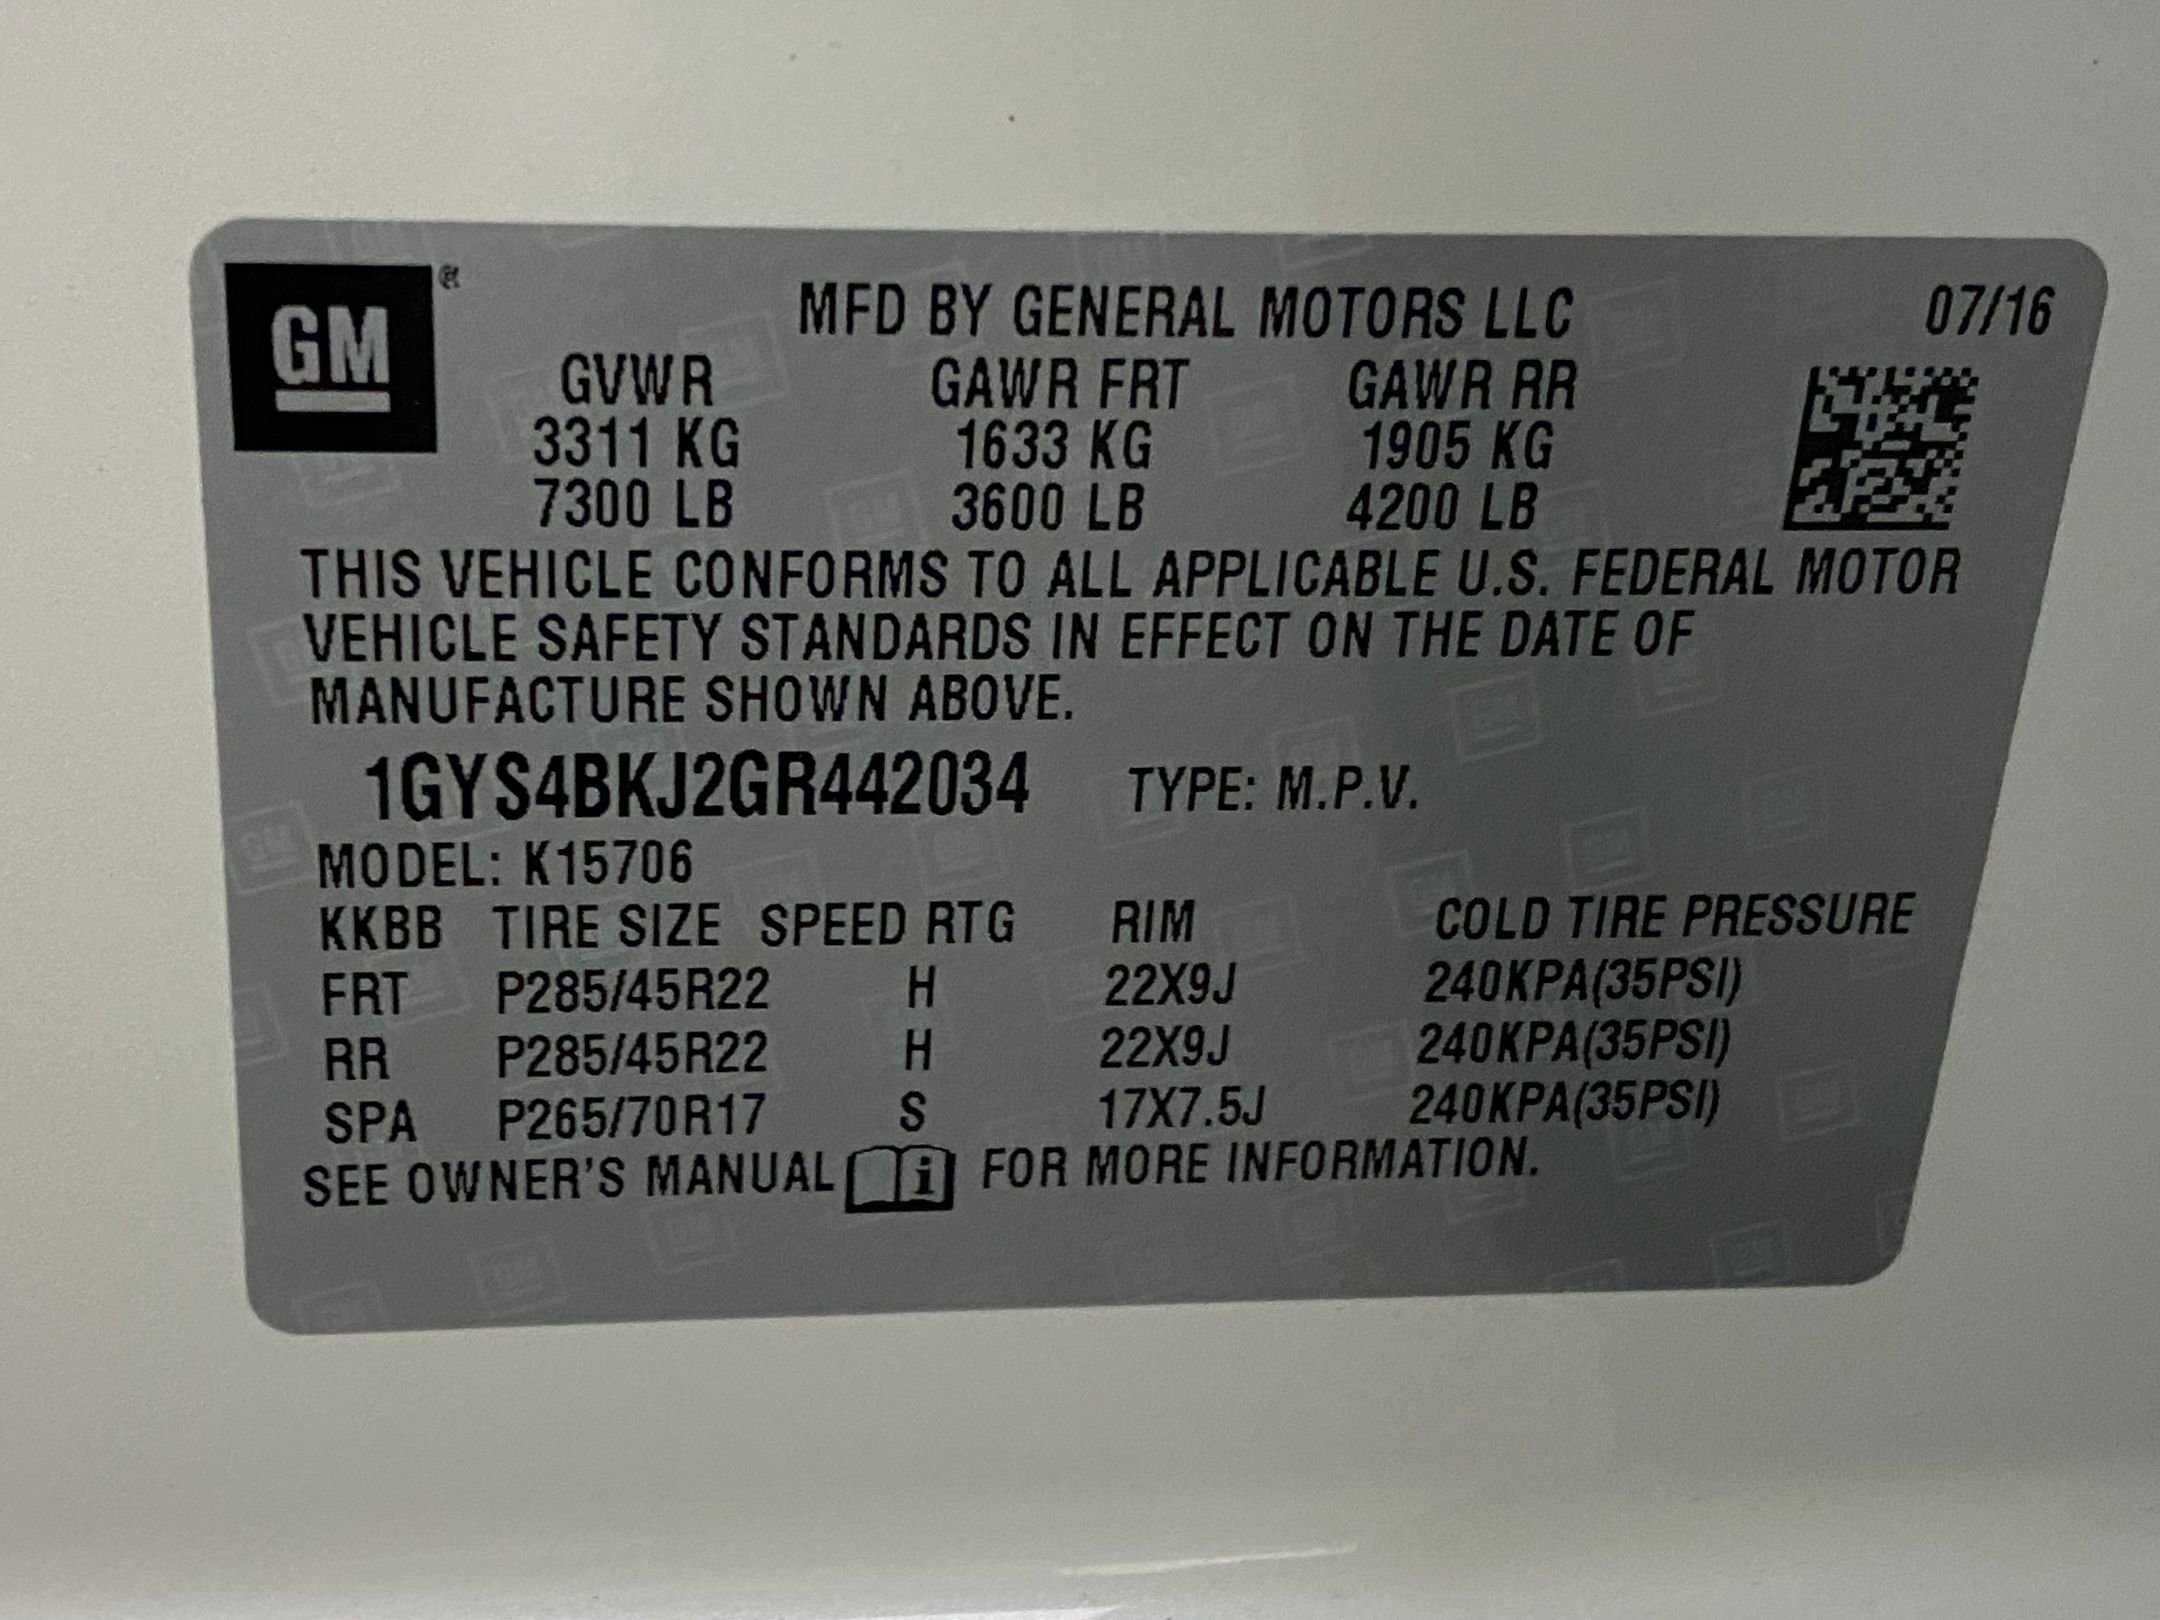 GM®
MFD BY GENERAL MOTORS LLC 07/16
GVWR GAWR FRT GAWR RR
3311 KG 1633 KG 1905 KG
7300 LB 3600 LB 4200 LB
THIS VEHICLE CONFORMS TO ALL APPLICABLE U.S. FEDERAL MOTOR
VEHICLE SAFETY STANDARDS IN EFFECT ON THE DATE OF
MANUFACTURE SHOWN ABOVE.
1GYS4BKJ2GR442034 TYPE: M.P.V.
MODEL: K15706
KKBB TIRE SIZE SPEED RTG RIM COLD TIRE PRESSURE
FRT P285/45R22 H 22X9J 240KPA(35PSI)
RR P285/45R22 H 22X9J 240KPA(35PSI)
SPA P265/70R17 S 17X7.5J 240KPA(35PSI)
SEE OWNER'S MANUAL i FOR MORE INFORMATION.